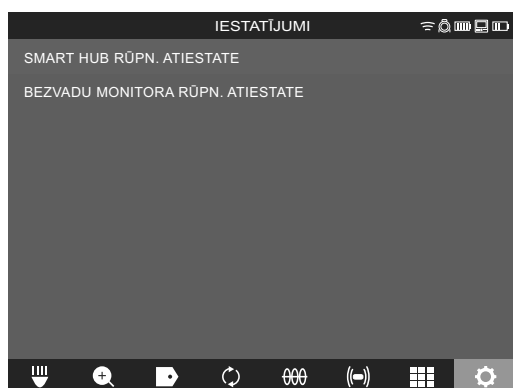 IESTATĪJUMI
SMART HUB RŪPN. ATIESTATE
BEZVADU MONITORA RŪPN. ATIESTATE